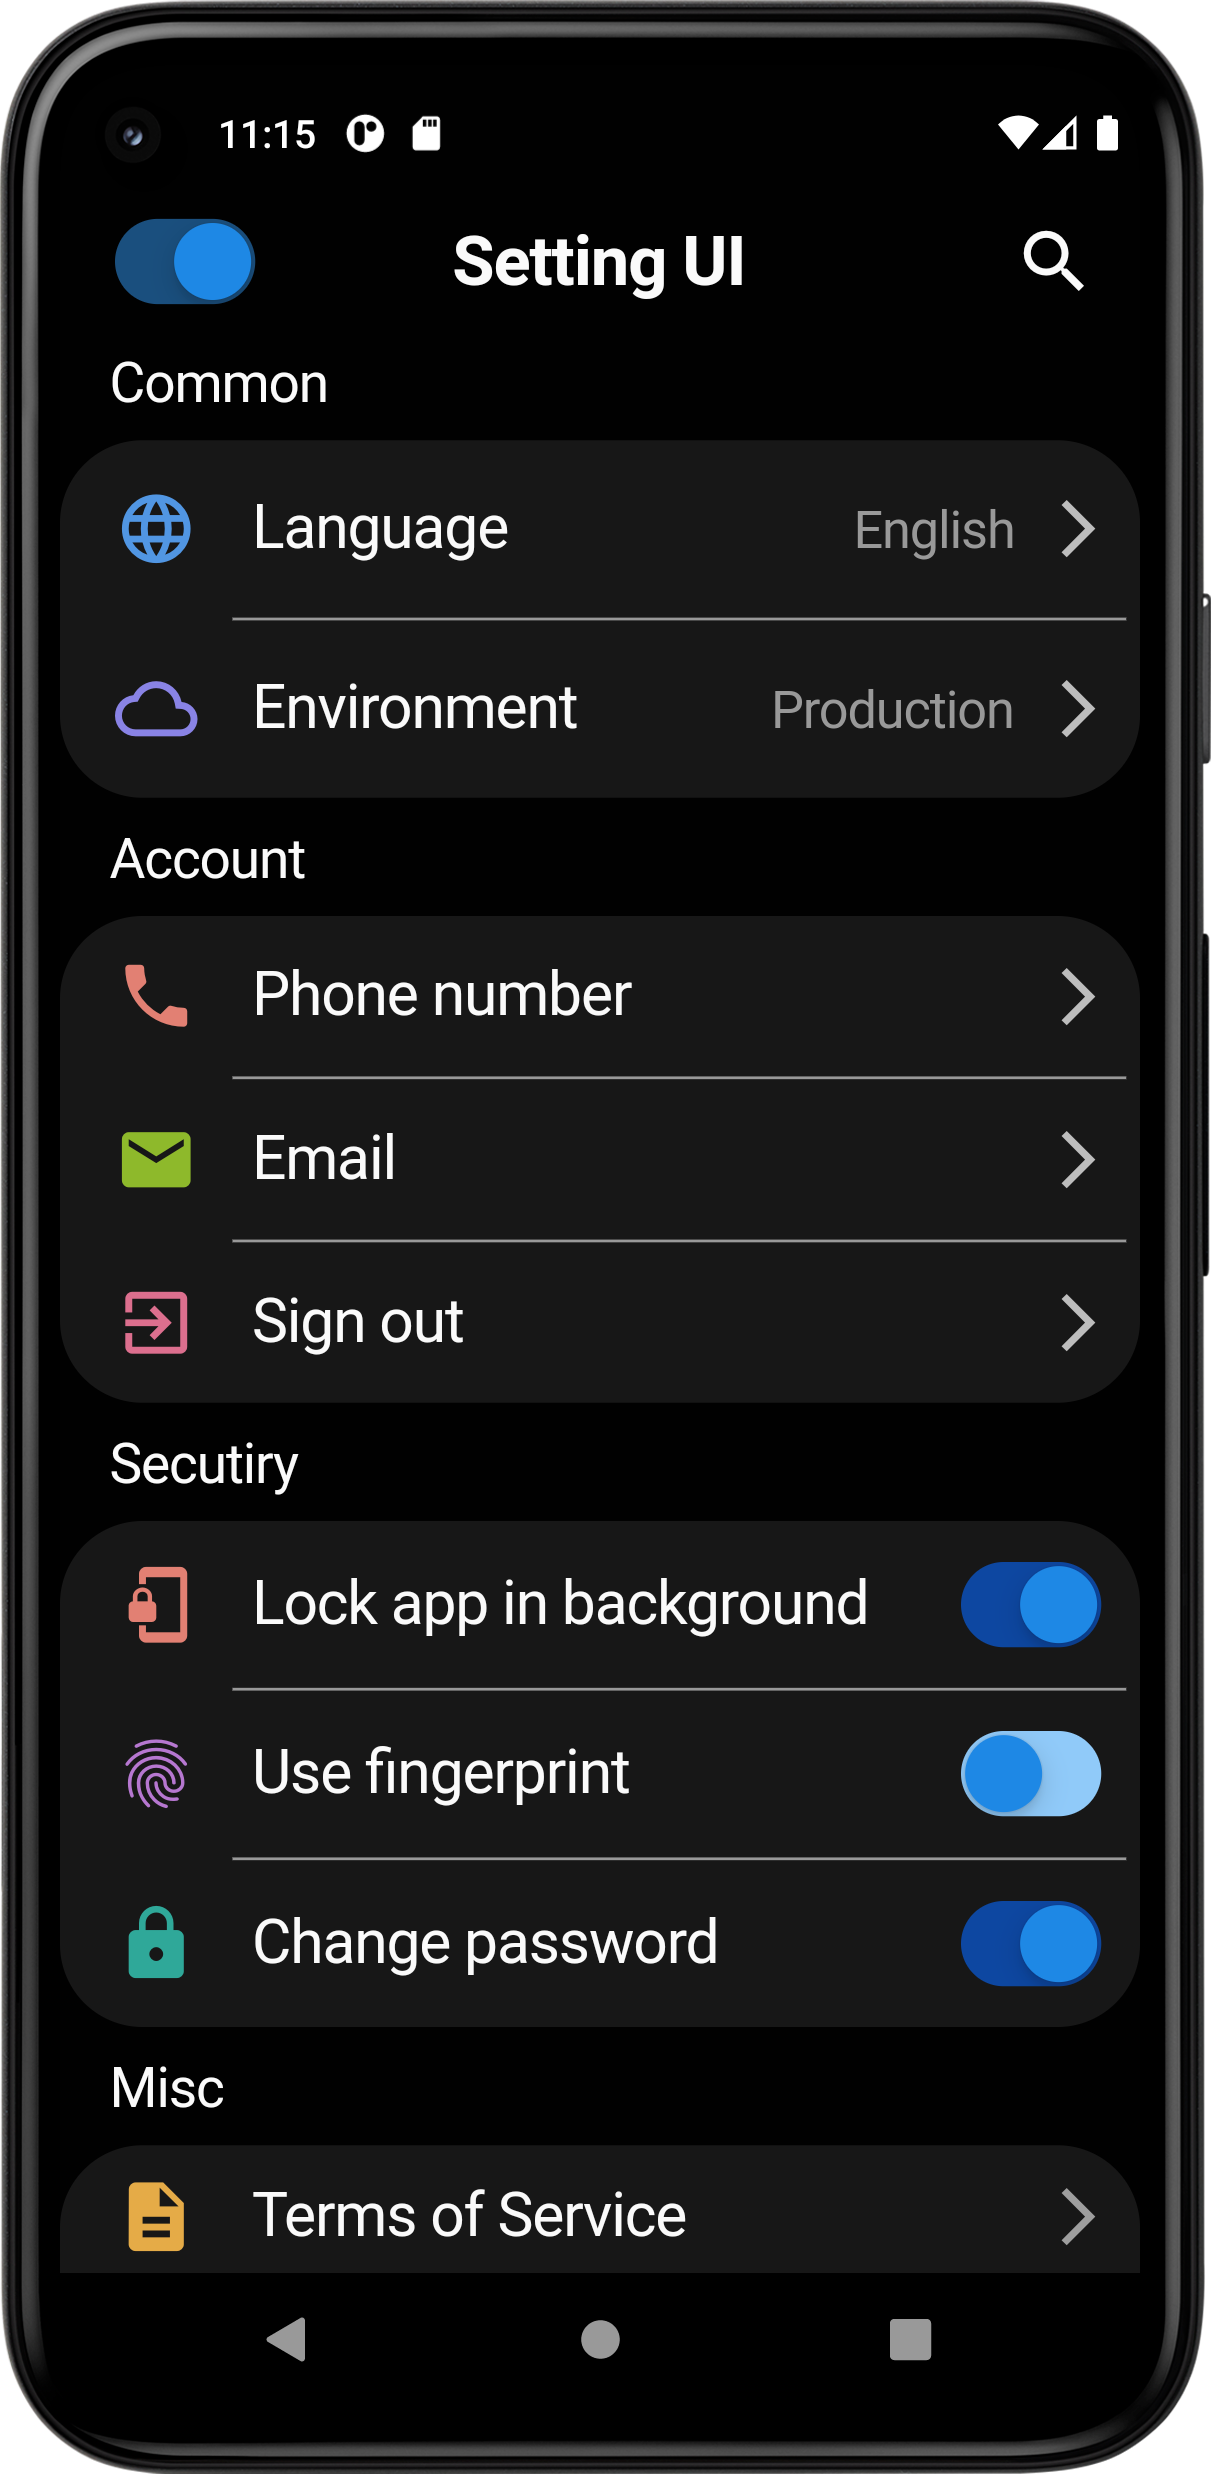 11:15
Setting UI
Common
Language English
Environment Production
Account
Phone number
Email
Sign out
Secutiry
Lock app in background
Use fingerprint
Change password
Misc
Terms of Service